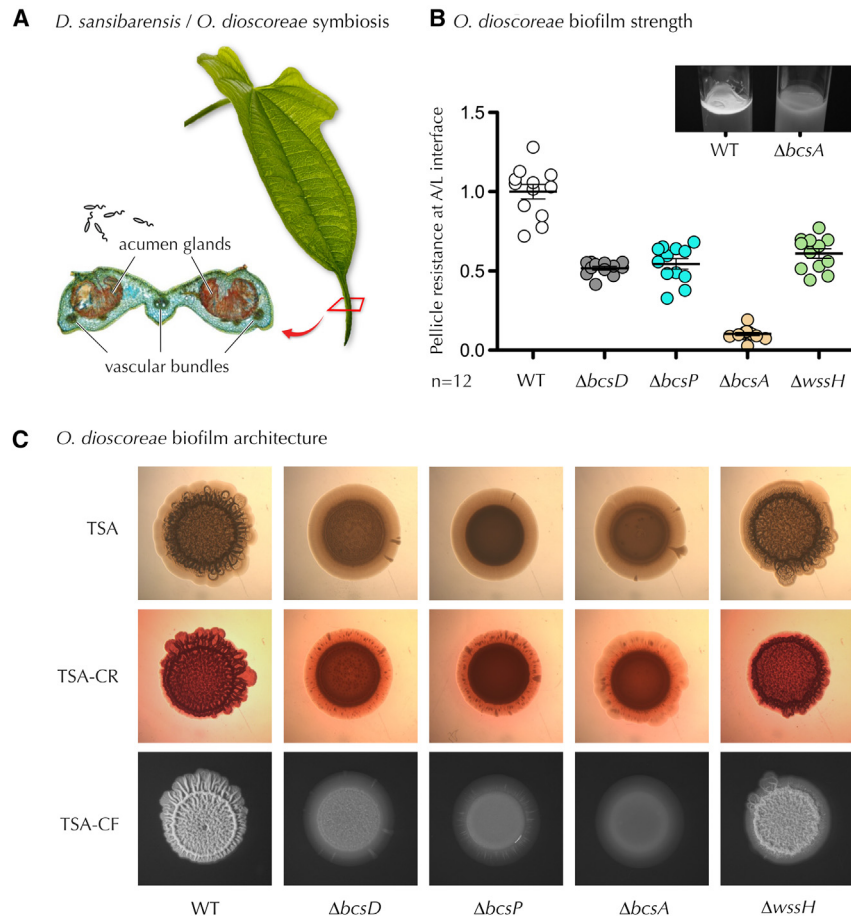 A D. sansibarensis / O. dioscoreae symbiosis
acumen glands
vascular bundles
B O. dioscoreae biofilm strength
Pellicle resistance at A/L interface
1.5
1.0
0.5
0.0
WT ΔbcsA
n=12 WT ΔbcsD ΔbcsP ΔbcsA ΔwssH
C O. dioscoreae biofilm architecture
TSA
TSA-CR
TSA-CF
WT ΔbcsD ΔbcsP ΔbcsA ΔwssH